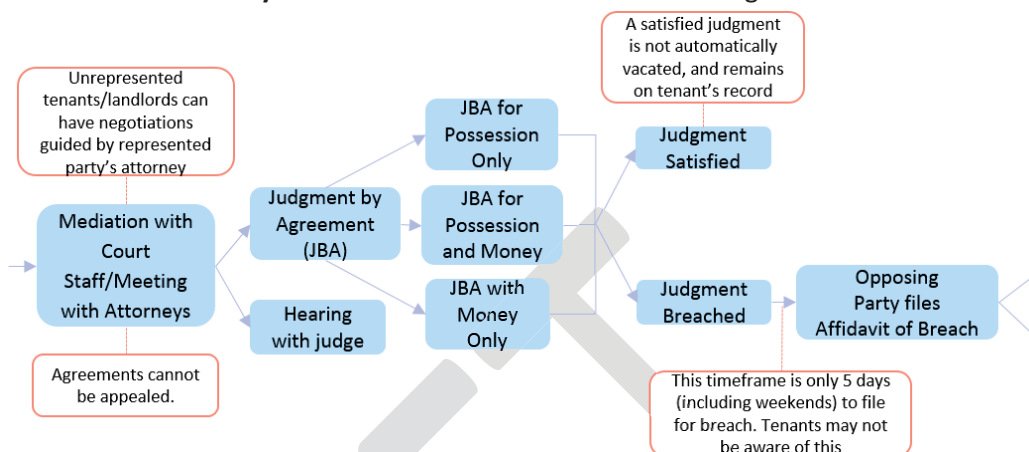 A satisfied judgment
is not automatically
vacated, and remains
on tenant's record
Unrepresented
tenants/landlords can
have negotiations
guided by represented
party's attorney
JBA for
Possession
Only
Judgment
Satisfied
Mediation with
Court
Staff/Meeting
with Attorneys
Judgment by
Agreement
(JBA)
JBA for
Possession
and Money
Hearing
with judge
JBA with
Money
Only
Judgment
Breached
Opposing
Party files
Affidavit of Breach
Agreements cannot
be appealed.
This timeframe is only 5 days
(including weekends) to file
for breach. Tenants may not
be aware of this